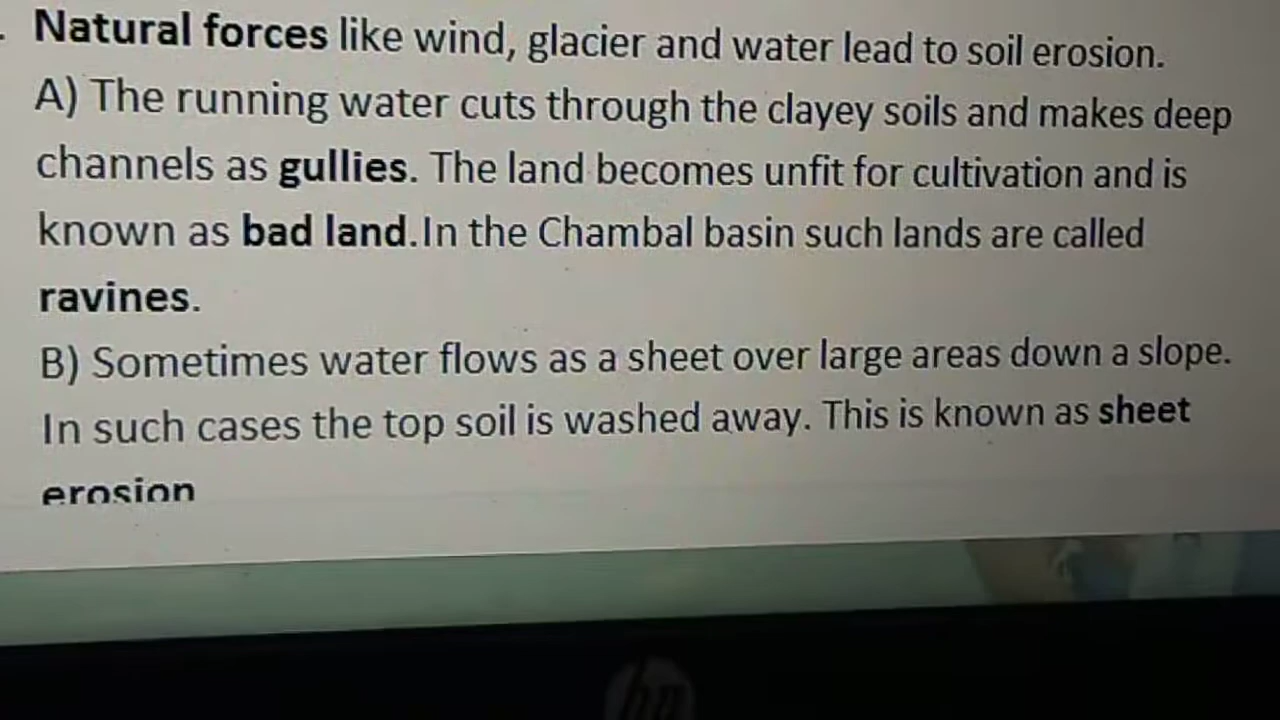 . Natural forces like wind, glacier and water lead to soil erosion.
A) The running water cuts through the clayey soils and makes deep
channels as gullies. The land becomes unfit for cultivation and is
known as bad land.In the Chambal basin such lands are called
ravines.
B) Sometimes water flows as a sheet over large areas down a slope.
In such cases the top soil is washed away. This is known as sheet
erosion
hp